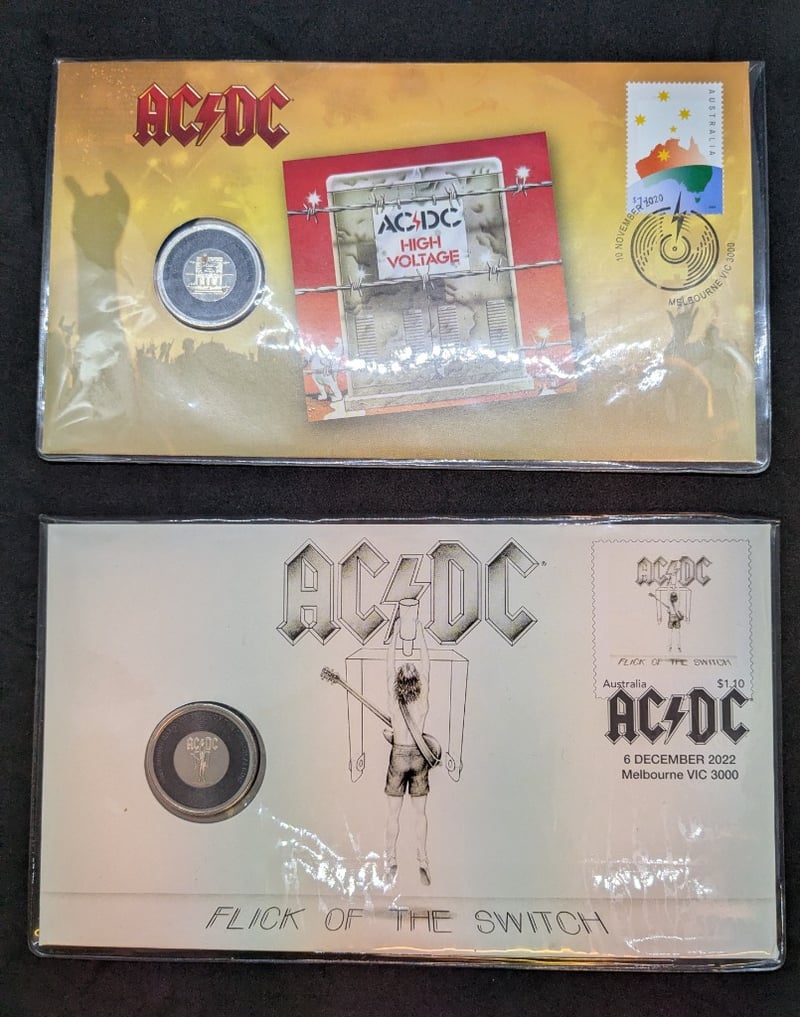 AC⚡DC
AUSTRALIA
AC⚡DC
HIGH
VOLTAGE
10 NOVEMBER 2020
MELBOURNE VIC 3000
AC⚡DC
AC⚡DC
FLICK OF THE SWITCH
Australia $1.10
AC⚡DC
6 DECEMBER 2022
Melbourne VIC 3000
AC⚡DC
FLICK OF THE SWITCH